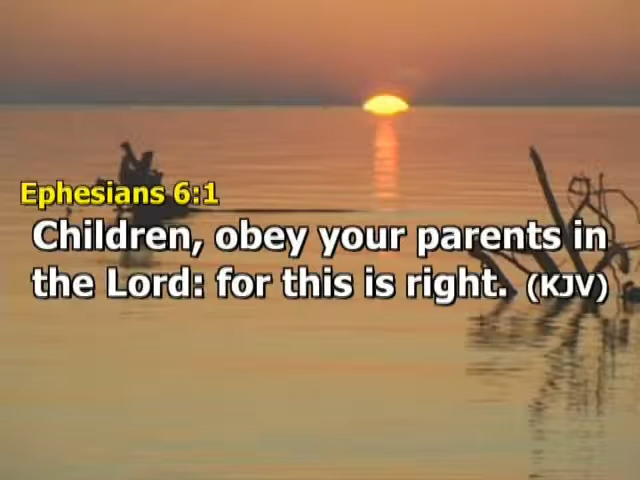 Ephesians 6:1
Children, obey your parents in
the Lord: for this is right. (KJV)